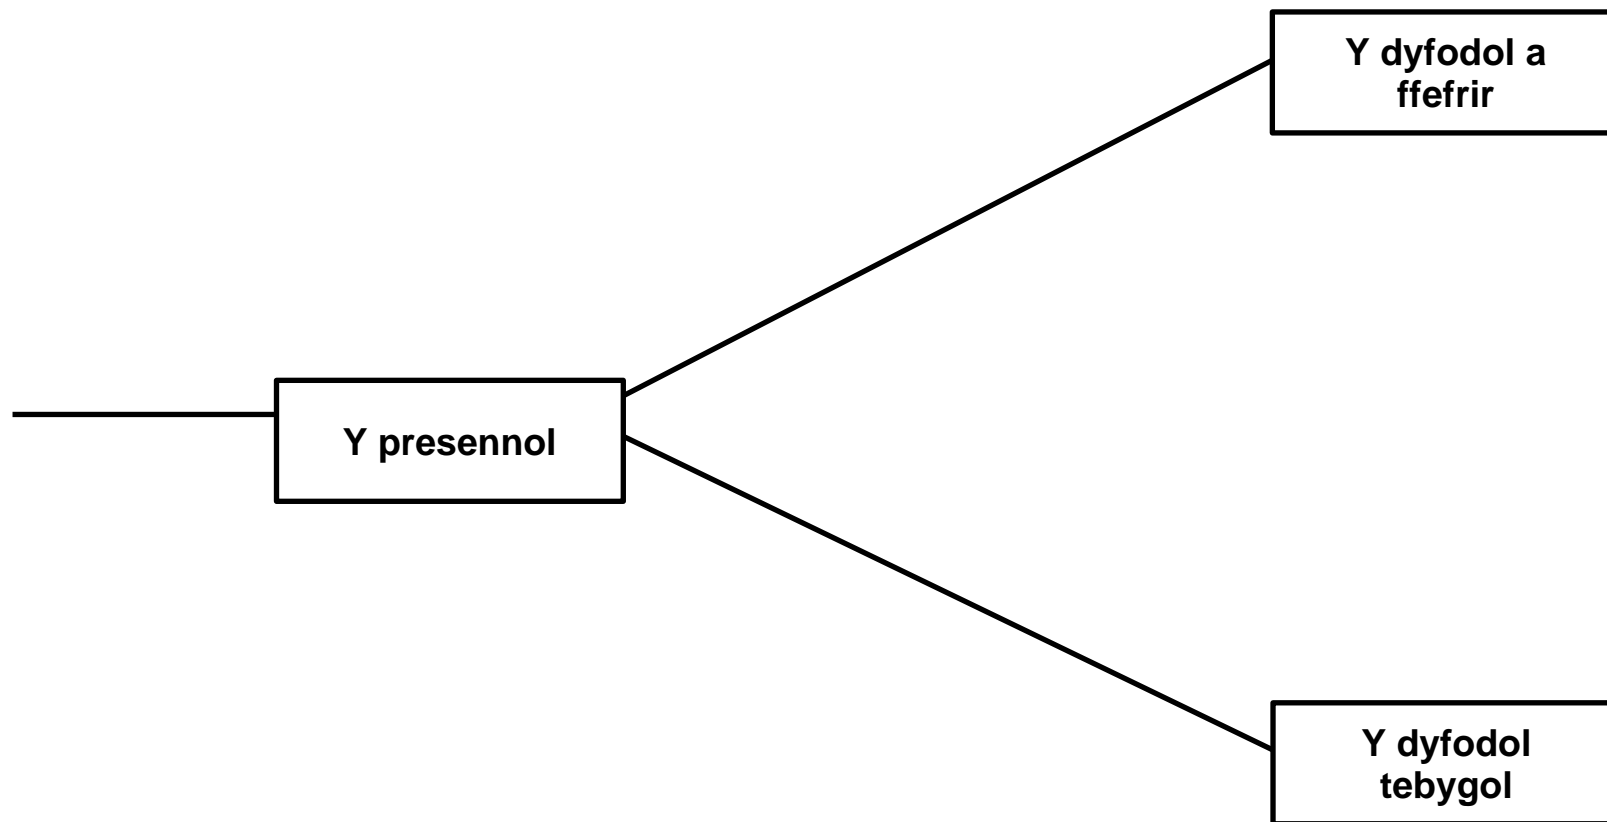 Y dyfodol a
ffefrir
Y presennol
Y dyfodol
tebygol